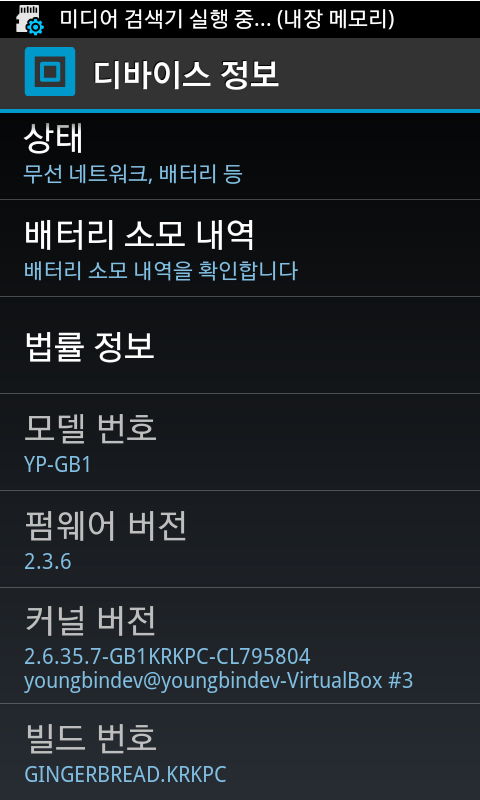 미디어 검색기 실행 중... (내장 메모리)
디바이스 정보
상태
무선 네트워크, 배터리 등
배터리 소모 내역
배터리 소모 내역을 확인합니다
법률 정보
모델 번호
YP-GB1
펌웨어 버전
2.3.6
커널 버전
2.6.35.7-GB1KRKPC-CL795804
youngbindev@youngbindev-VirtualBox #3
빌드 번호
GINGERBREAD.KRKPC